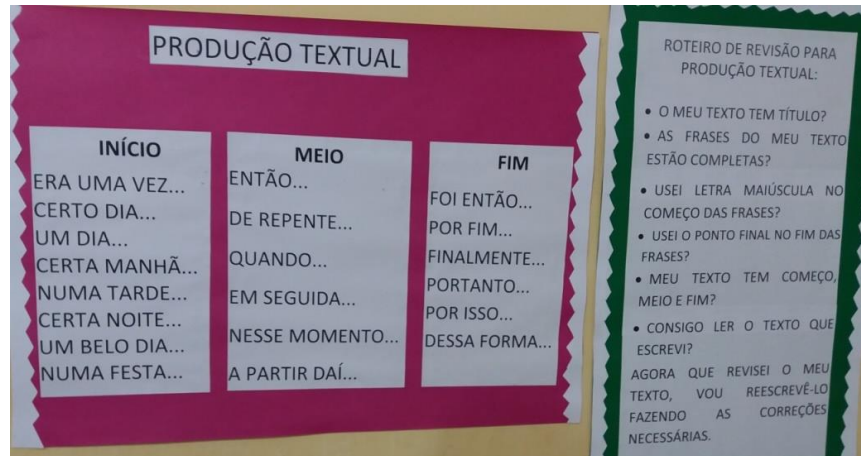 PRODUÇÃO TEXTUAL
INÍCIO
ERA UMA VEZ...
CERTO DIA...
UM DIA...
CERTA MANHÃ...
NUMA TARDE...
CERTA NOITE...
UM BELO DIA...
NUMA FESTA...
MEIO
ENTÃO...
DE REPENTE...
QUANDO...
EM SEGUIDA...
NESSE MOMENTO...
A PARTIR DAÍ...
FIM
FOI ENTÃO...
POR FIM...
FINALMENTE...
PORTANTO...
POR ISSO...
DESSA FORMA...
ROTEIRO DE REVISÃO PARA
PRODUÇÃO TEXTUAL:
• O MEU TEXTO TEM TÍTULO?
• AS FRASES DO MEU TEXTO
ESTÃO COMPLETAS?
• USEI LETRA MAIÚSCULA NO
COMEÇO DAS FRASES?
• USEI O PONTO FINAL NO FIM DAS
FRASES?
• MEU TEXTO TEM COMEÇO,
MEIO E FIM?
• CONSIGO LER O TEXTO QUE
ESCREVI?
AGORA QUE REVISEI O MEU
TEXTO, VOU REESCREVÊ-LO
FAZENDO AS CORREÇÕES
NECESSÁRIAS.